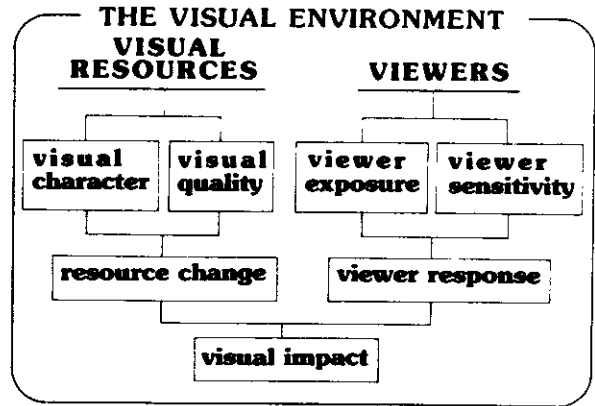 THE VISUAL ENVIRONMENT
VISUAL
RESOURCES
VIEWERS
visual
character
visual
quality
viewer
exposure
viewer
sensitivity
resource change
viewer response
visual impact